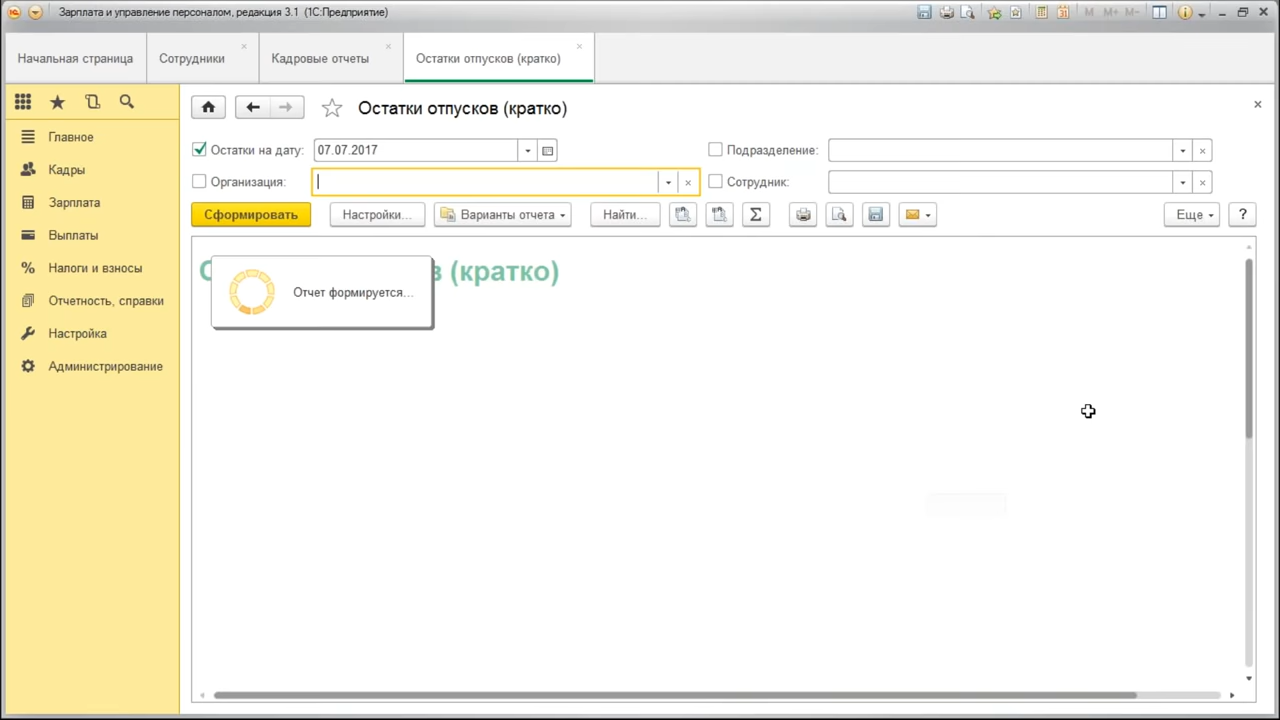 Зарплата и управление персоналом, редакция 3.1 (1С:Предприятие)
M M+ M-
Начальная страница
Сотрудники
Кадровые отчеты
Остатки отпусков (кратко)
Остатки отпусков (кратко)
Главное
Кадры
Зарплата
Выплаты
Налоги и взносы
Отчетность, справки
Настройка
Администрирование
Остатки на дату: 07.07.2017
Подразделение:
Организация:
Сотрудник:
Сформировать
Настройки...
Варианты отчета
Найти...
Σ
Еще
?
в (кратко)
Отчет формируется...